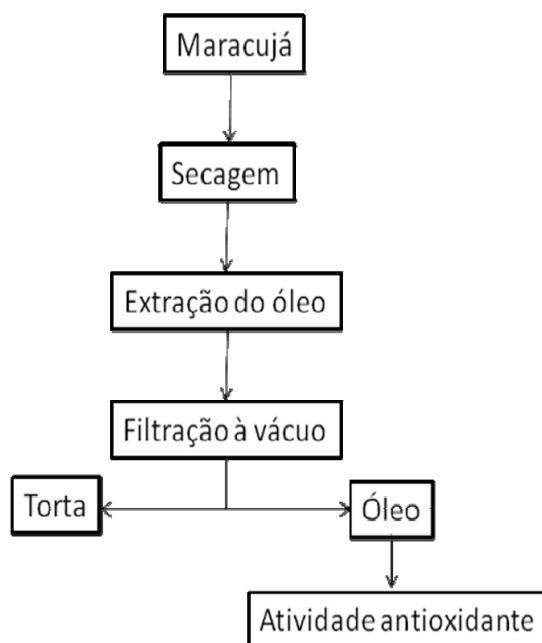 Maracujá
Secagem
Extração do óleo
Filtração à vácuo
Torta
Óleo
Atividade antioxidante